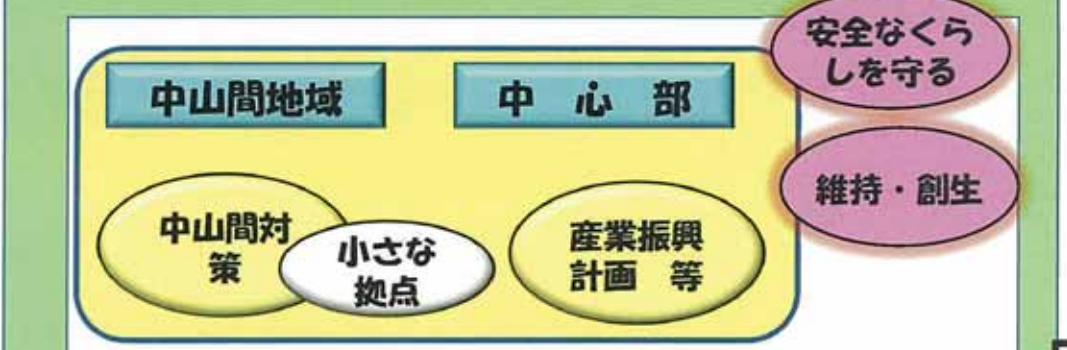 安全なくら
しを守る
中山間地域
中 心 部
維持・創生
中山間対
策
小さな
拠点
産業振興
計画 等